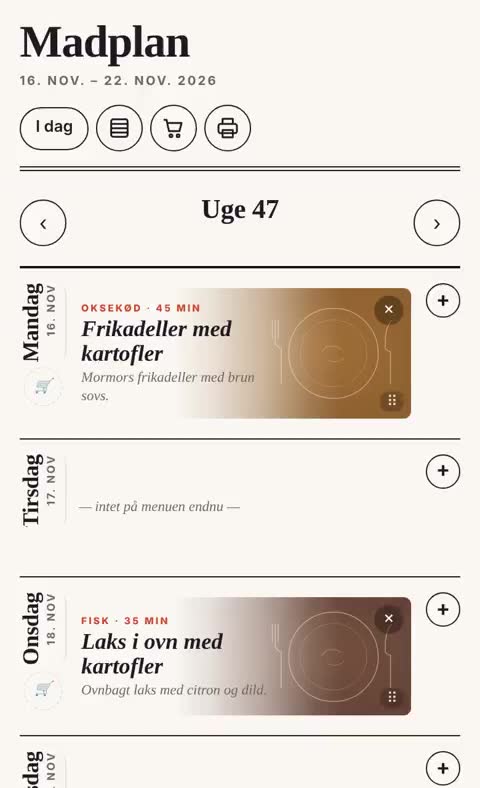 Madplan
16. NOV. – 22. NOV. 2026
I dag
‹
Uge 47
›
Mandag
16. NOV
OKSEKØD · 45 MIN
Frikadeller med
kartofler
Mormors frikadeller med brun
sovs.
✕
+
Tirsdag
17. NOV
— intet på menuen endnu —
+
Onsdag
18. NOV
FISK · 35 MIN
Laks i ovn med
kartofler
Ovnbagt laks med citron og dild.
✕
+
sdag
NOV
+